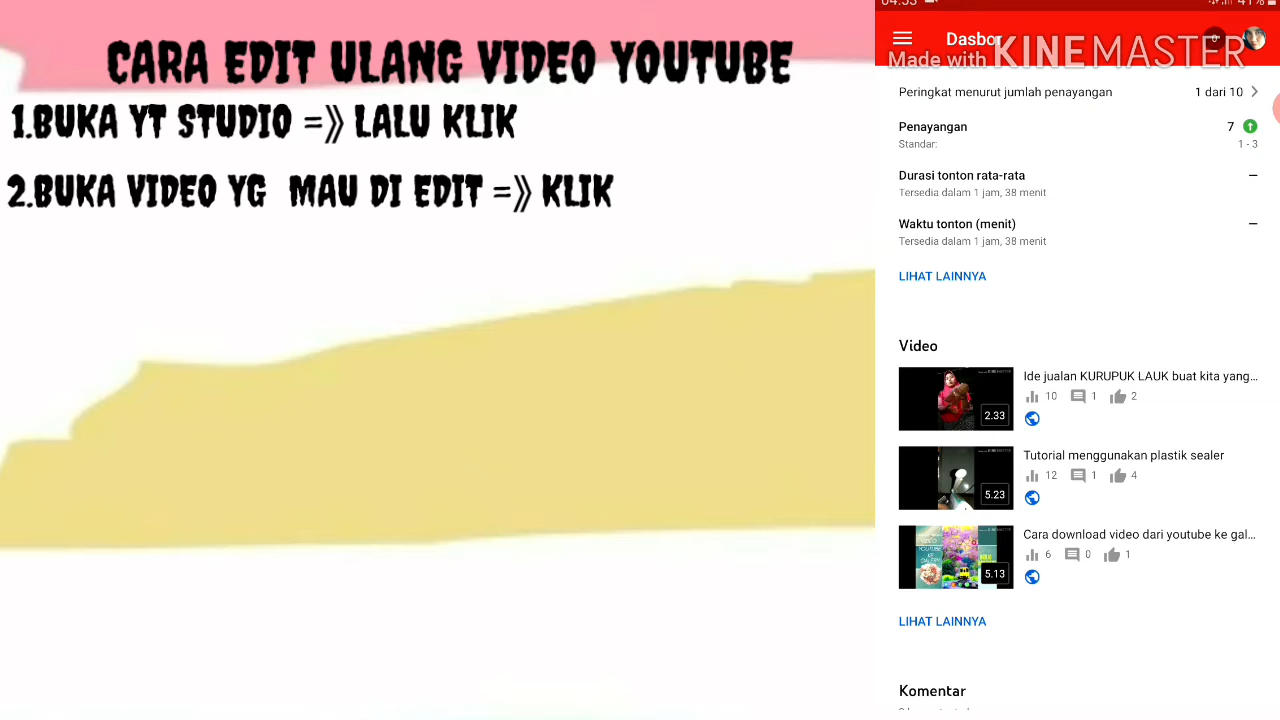 CARA EDIT ULANG VIDEO YOUTUBE
1.BUKA YT STUDIO =》 LALU KLIK
2.BUKA VIDEO YG MAU DI EDIT =》 KLIK
Dasbor
0
Made with KINEMASTER
Peringkat menurut jumlah penayangan 1 dari 10
Penayangan 7
Standar: 1 - 3
Durasi tonton rata-rata –
Tersedia dalam 1 jam, 38 menit
Waktu tonton (menit) –
Tersedia dalam 1 jam, 38 menit
LIHAT LAINNYA
Video
2.33
Ide jualan KURUPUK LAUK buat kita yang...
10 1 2
5.23
Tutorial menggunakan plastik sealer
12 1 4
5.13
Cara download video dari youtube ke gal...
6 0 1
LIHAT LAINNYA
Komentar